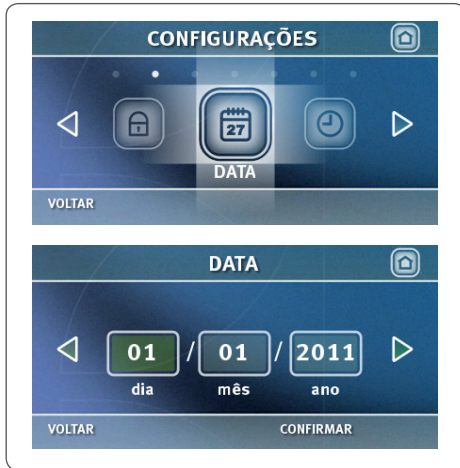 CONFIGURAÇÕES
27
DATA
VOLTAR
DATA
01 / 01 / 2011
dia mês ano
VOLTAR CONFIRMAR